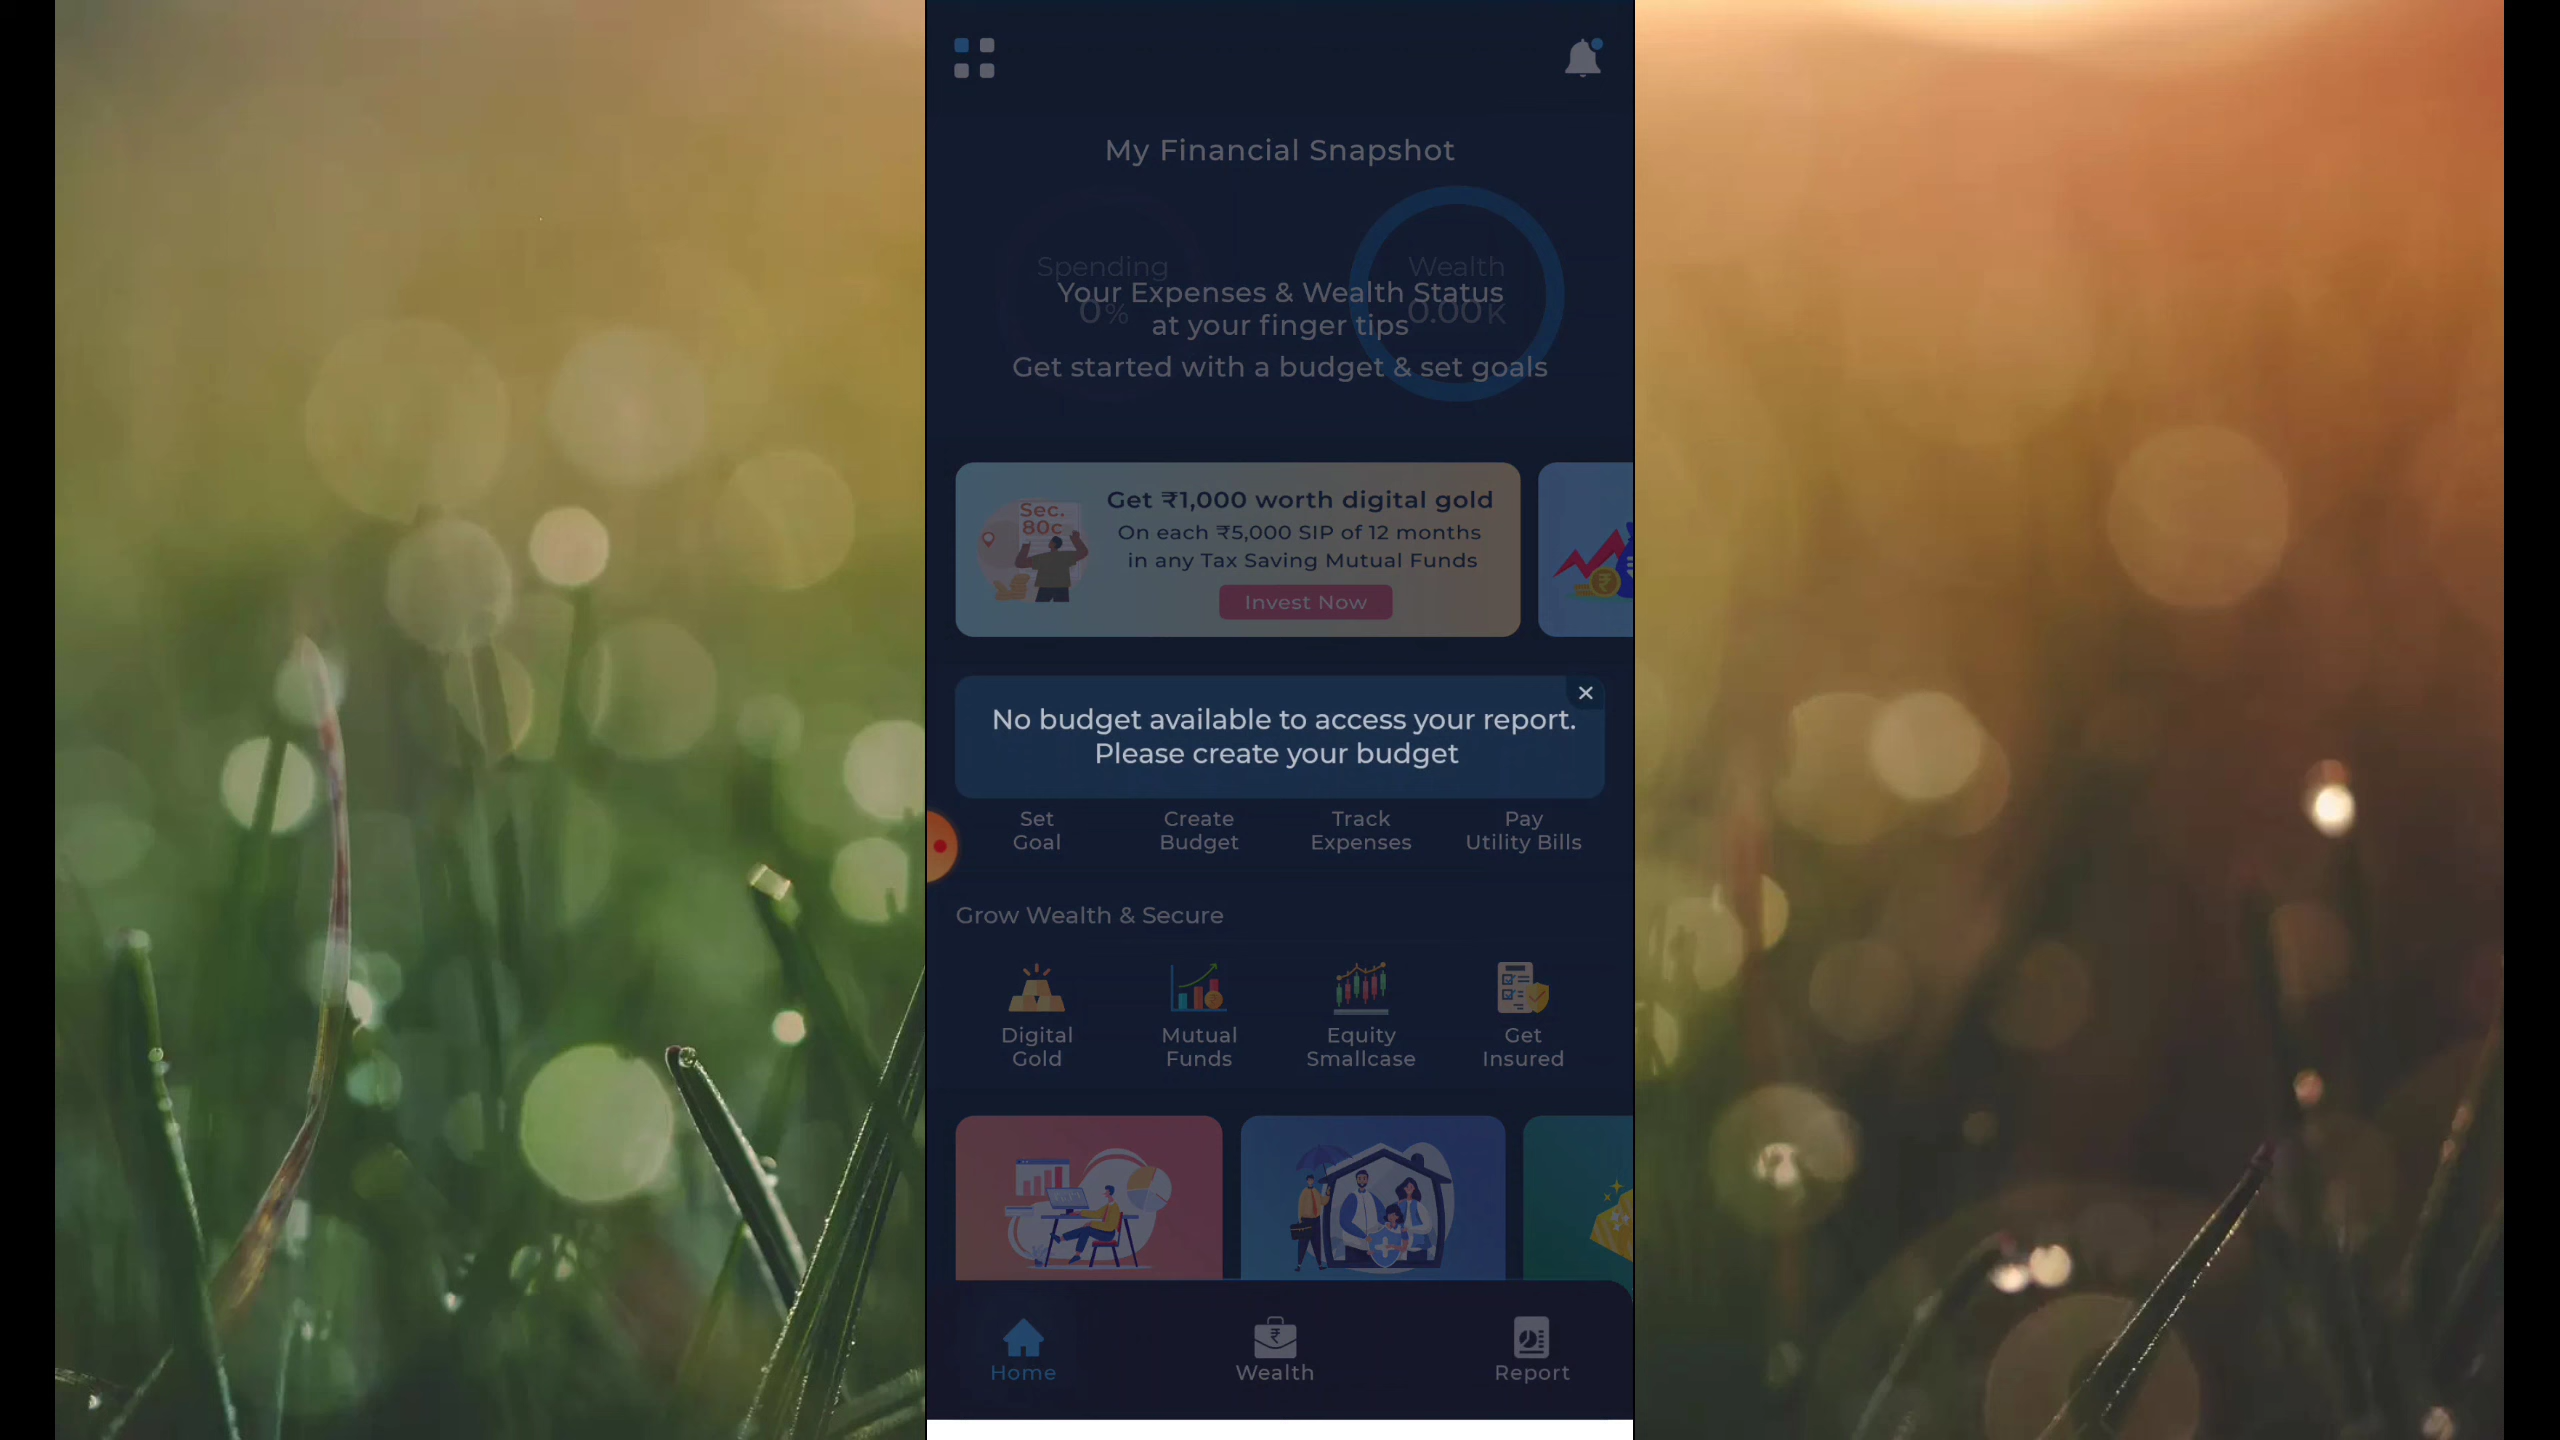 My Financial Snapshot
Spending
Wealth
Your Expenses & Wealth Status
0%
0.00K
at your finger tips
Get started with a budget & set goals
Sec.
80c
Get ₹1,000 worth digital gold
On each ₹5,000 SIP of 12 months
in any Tax Saving Mutual Funds
Invest Now
No budget available to access your report.
Please create your budget
Set
Goal
Create
Budget
Track
Expenses
Pay
Utility Bills
Grow Wealth & Secure
Digital
Gold
Mutual
Funds
Equity
Smallcase
Get
Insured
Home
Wealth
Report